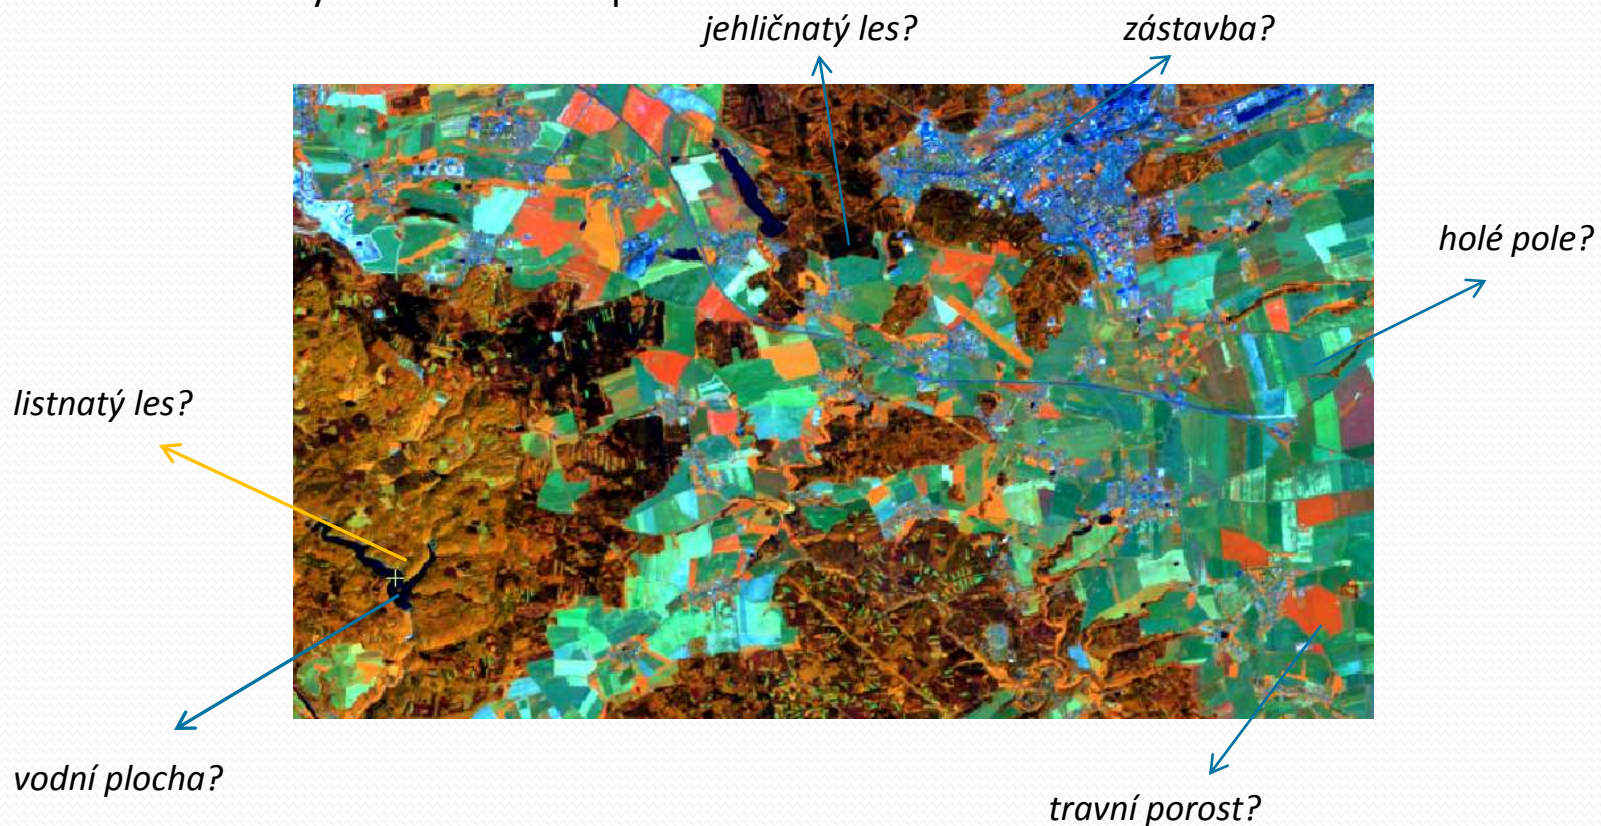 jehličnatý les?
zástavba?
holé pole?
listnatý les?
vodní plocha?
travní porost?